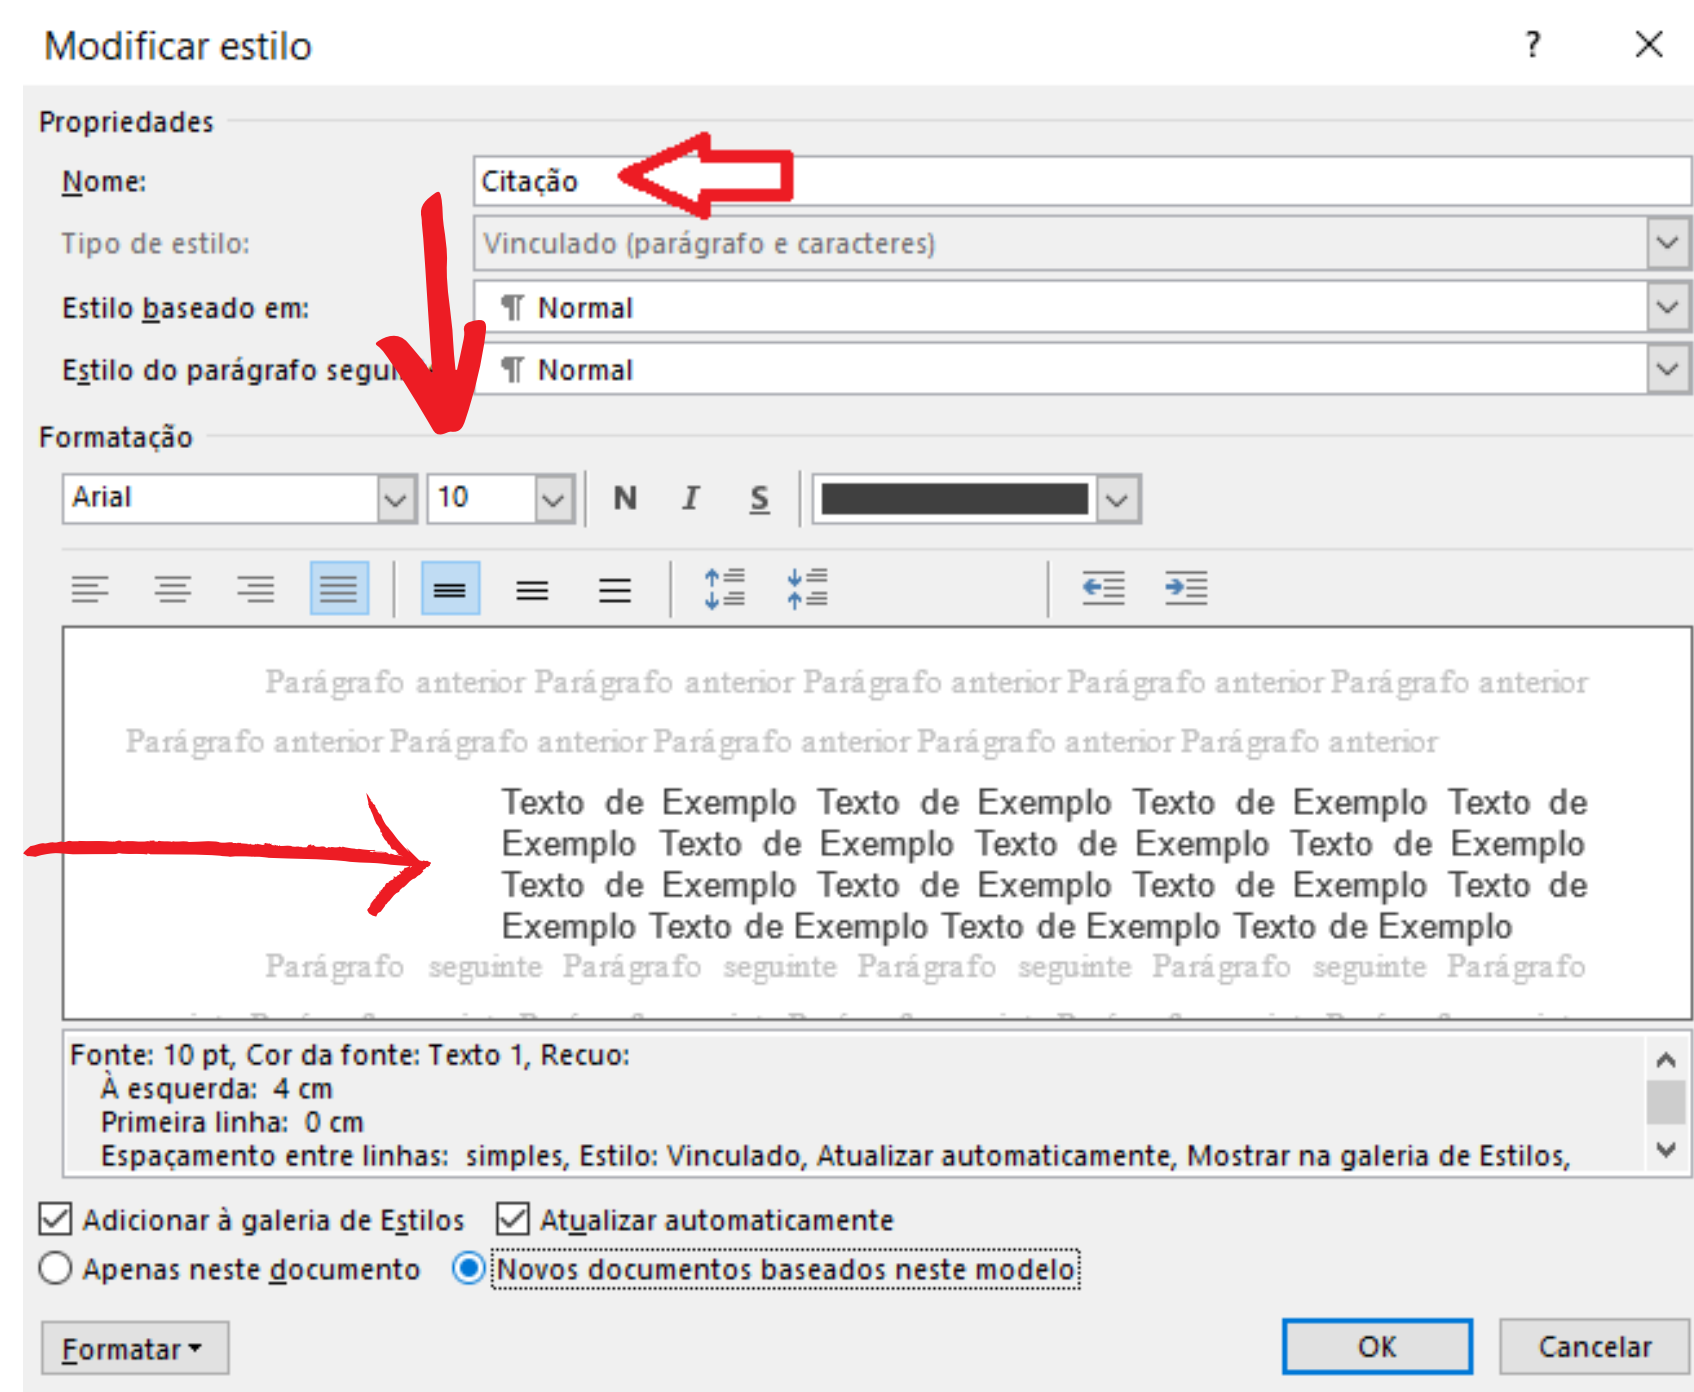 Modificar estilo ?
Propriedades
Nome: Citação
Tipo de estilo: Vinculado (parágrafo e caracteres)
Estilo baseado em: ¶ Normal
Estilo do parágrafo ¶ Normal
Formatação
Arial 10 N I S
Parágrafo anterior Parágrafo anterior Parágrafo anterior Parágrafo anterior Parágrafo anterior
Parágrafo anterior Parágrafo anterior Parágrafo anterior Parágrafo anterior Parágrafo anterior
Texto de Exemplo Texto de Exemplo Texto de Exemplo Texto de
Exemplo Texto de Exemplo Texto de Exemplo Texto de Exemplo
Texto de Exemplo Texto de Exemplo Texto de Exemplo Texto de
Exemplo Texto de Exemplo Texto de Exemplo Texto de Exemplo
Parágrafo seguinte Parágrafo seguinte Parágrafo seguinte Parágrafo seguinte Parágrafo
Fonte: 10 pt, Cor da fonte: Texto 1, Recuo:
À esquerda: 4 cm
Primeira linha: 0 cm
Espaçamento entre linhas: simples, Estilo: Vinculado, Atualizar automaticamente, Mostrar na galeria de Estilos,
Adicionar à galeria de Estilos Atualizar automaticamente
Apenas neste documento Novos documentos baseados neste modelo
Formatar OK Cancelar